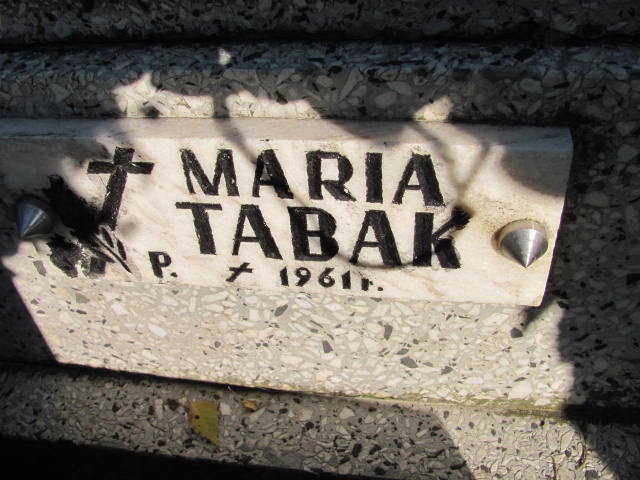 MARIA
TABAK
Ś. P. † 1961 r.